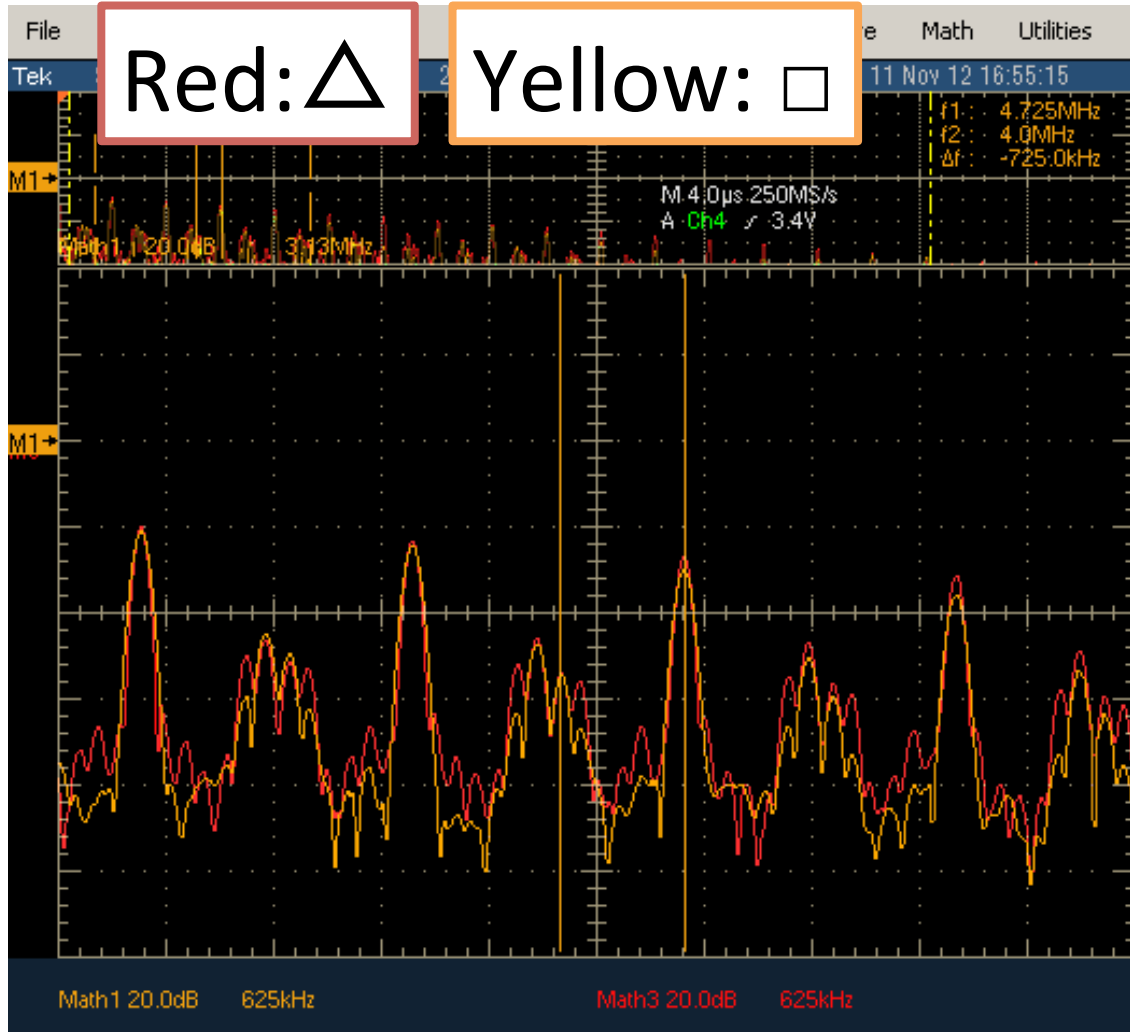 File
Red:△
Yellow: □
e Math Utilities
Tek
11 Nov 12 16:55:15
f1 : 4.725MHz
f2 : 4.0MHz
Δf : -725.0kHz
M1
M 4.0µs 250MS/s
A Ch4 / 3.4V
Math1 20.0dB 3.13MHz
M1
Math1 20.0dB 625kHz Math3 20.0dB 625kHz